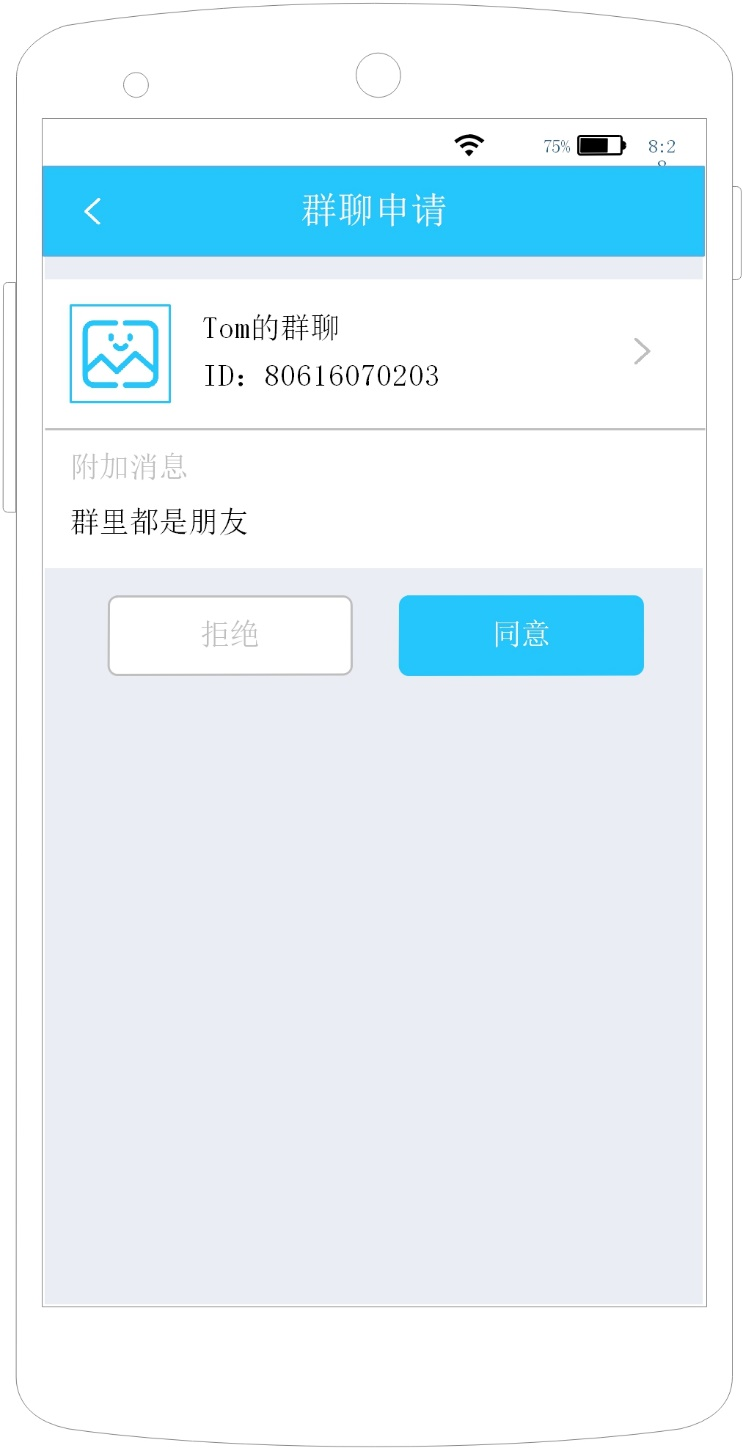 75%
8:2
8
群聊申请
Tom的群聊
ID：80616070203
附加消息
群里都是朋友
拒绝
同意